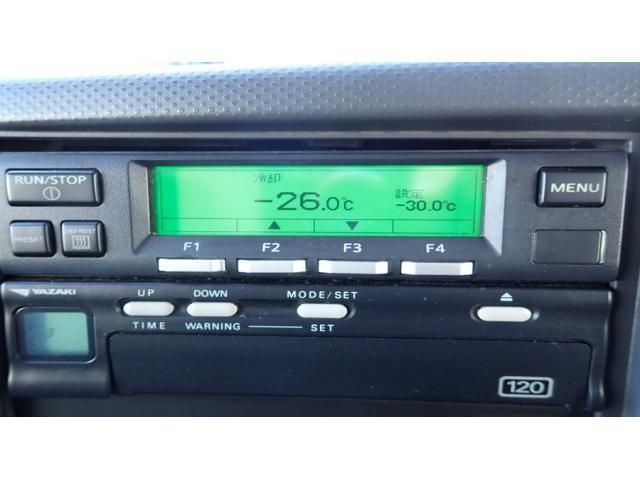 RUN/STOP
冷却
設定
-26.0℃
-30.0℃
▲ ▼
MENU
PRESET
DEFROST
F1 F2 F3 F4
YAZAKI
UP DOWN MODE/SET
TIME WARNING SET
120